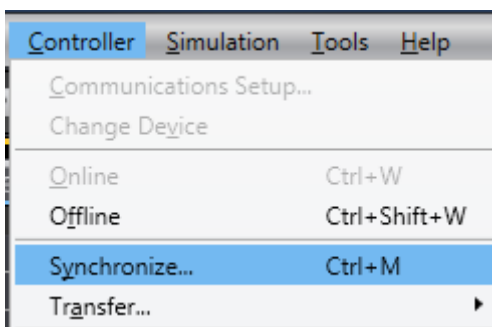 Controller Simulation Tools Help
Communications Setup...
Change Device
Online Ctrl+W
Offline Ctrl+Shift+W
Synchronize... Ctrl+M
Transfer...